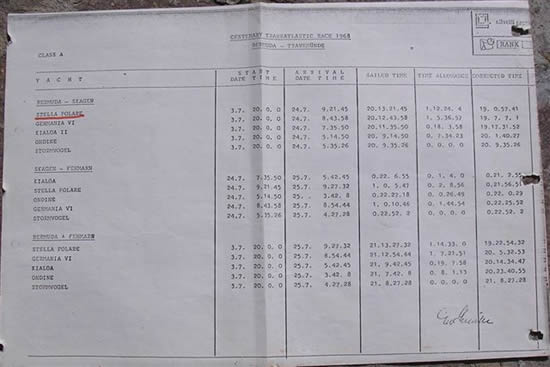 CENTENARY TRANSATLANTIC RACE 1968
BERMUDA - TRAVEMÜNDE
RANK
CLASS A
YACHT START DATE TIME ARRIVAL DATE TIME SAILED TIME TIME ALLOWANCE CORRECTED TIME
BERMUDA - SKAGEN
STELLA POLARE 3.7. 20. 0. 0 24.7. 9.21.45 20.13.21.45 1.12.24. 4 19. 0.57.41
GERMANIA VI 3.7. 20. 0. 0 24.7. 8.43.58 20.12.43.58 1. 5.36.57 19. 7. 7. 1
KIALOA II 3.7. 20. 0. 0 24.7. 7.35.50 20.11.35.50 0.18. 3.58 19.17.31.52
ONDINE 3.7. 20. 0. 0 24.7. 5.14.50 20. 9.14.50 0. 7.34.23 20. 1.40.27
STORMVOGEL 3.7. 20. 0. 0 24.7. 5.35.26 20. 9.35.26 0. 0. 0. 0 20. 9.35.26
SKAGEN - FEHMARN
KIALOA 24.7. 7.35.50 25.7. 5.42.45 0.22. 6.55 0. 1. 4. 0 0.21. 2.55
STELLA POLARE 24.7. 9.21.45 25.7. 9.27.32 1. 0. 5.47 0. 2. 8.56 0.21.56.51
ONDINE 24.7. 5.14.50 25. . 3.42. 8 0.22.27.18 0. 0.26.49 0.22. 0.29
GERMANIA VI 24.7. 8.43.58 25.7. 8.54.44 1. 0.10.46 0. 1.44.54 0.22.25.52
STORMVOGEL 24.7. 5.35.26 25.7. 4.27.28 0.22.52. 2 0. 0. 0. 0 0.22.52. 2
BERMUDA - FEHMARN
STELLA POLARE 3.7. 20. 0. 0 25.7. 9.27.32 21.13.27.32 1.14.33. 0 19.22.54.32
GERMANIA VI 3.7. 20. 0. 0 25.7. 8.54.44 21.12.54.44 1. 7.21.51 20. 5.32.53
KIALOA 3.7. 20. 0. 0 25.7. 5.42.45 21. 9.42.45 0.19. 7.58 20.14.34.47
ONDINE 3.7. 20. 0. 0 25.7. 3.42. 8 21. 7.42. 8 0. 8. 1.13 20.23.40.55
STORMVOGEL 3.7. 20. 0. 0 25.7. 4.27.28 21. 8.27.28 0. 0. 0. 0 21. 8.27.28